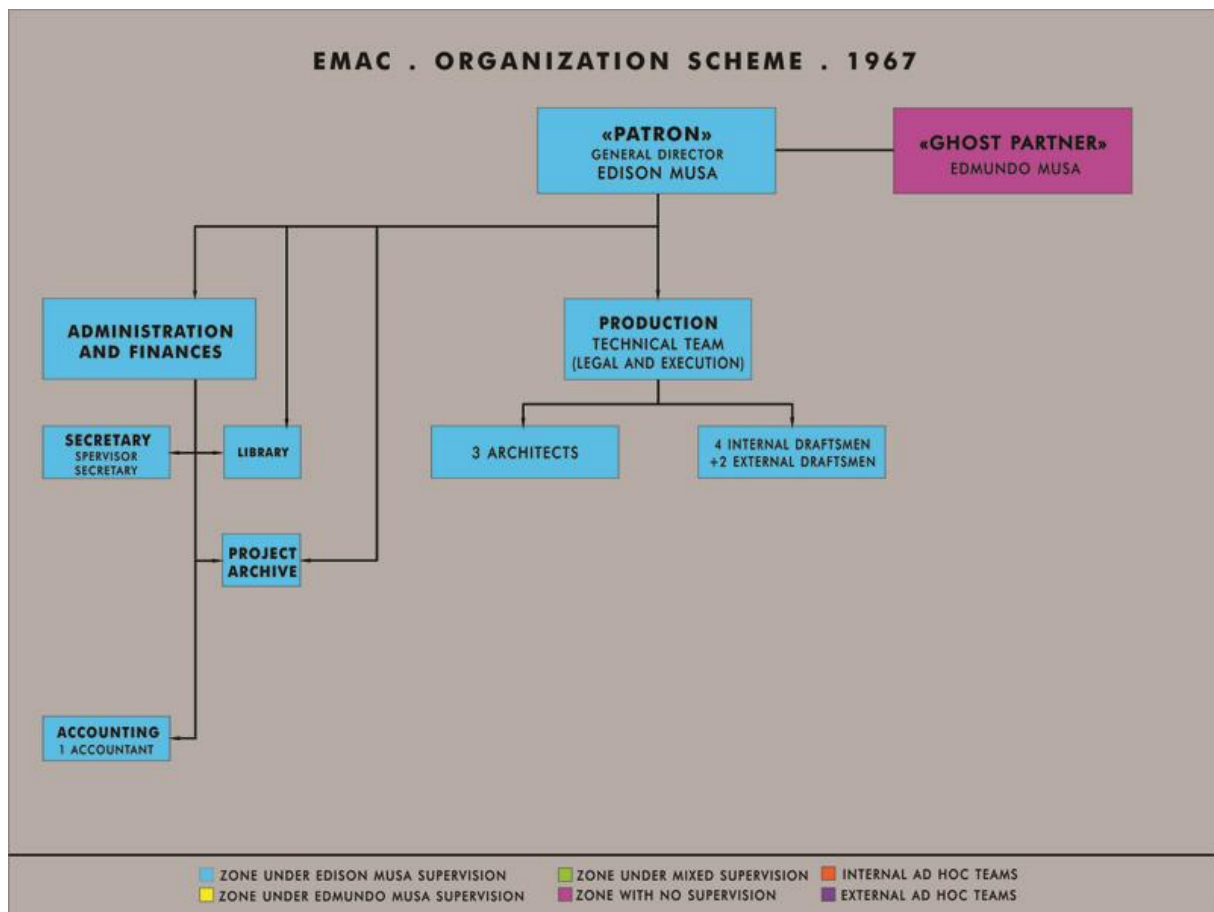 EMAC . ORGANIZATION SCHEME . 1967
«PATRON»
GENERAL DIRECTOR
EDISON MUSA
«GHOST PARTNER»
EDMUNDO MUSA
ADMINISTRATION
AND FINANCES
PRODUCTION
TECHNICAL TEAM
(LEGAL AND EXECUTION)
SECRETARY
SPERVISOR
SECRETARY
LIBRARY
3 ARCHITECTS
4 INTERNAL DRAFTSMEN
+2 EXTERNAL DRAFTSMEN
PROJECT
ARCHIVE
ACCOUNTING
1 ACCOUNTANT
ZONE UNDER EDISON MUSA SUPERVISION
ZONE UNDER MIXED SUPERVISION
INTERNAL AD HOC TEAMS
ZONE UNDER EDMUNDO MUSA SUPERVISION
ZONE WITH NO SUPERVISION
EXTERNAL AD HOC TEAMS